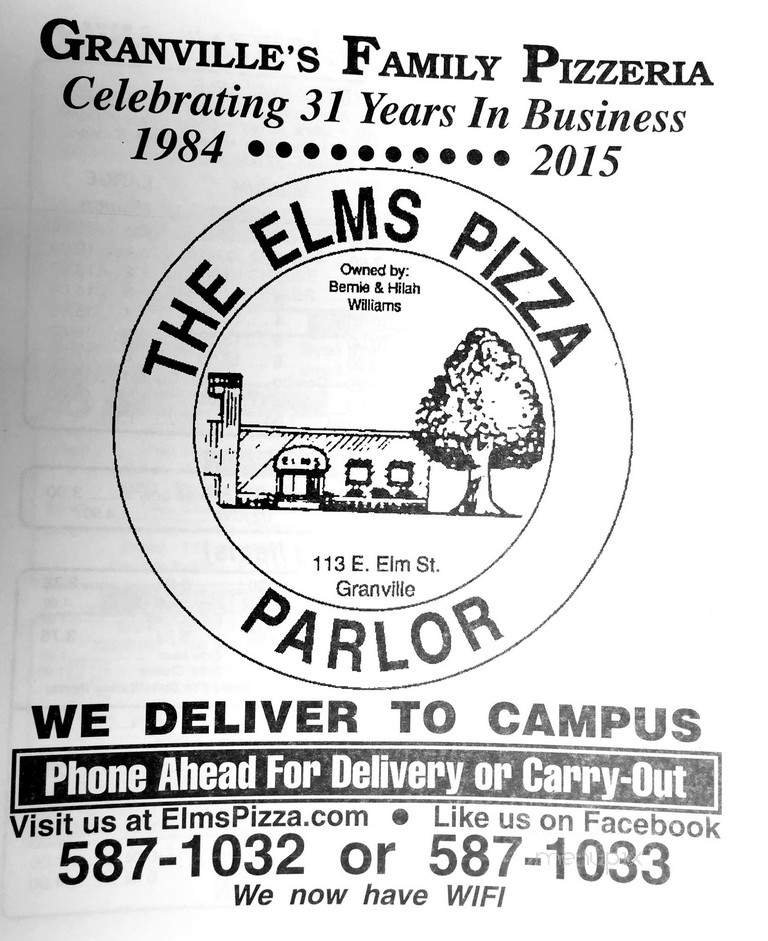 GRANVILLE'S FAMILY PIZZERIA
Celebrating 31 Years In Business
1984 ●●●●●●●●●● 2015
THE ELMS PIZZA
Owned by:
Bernie & Hilah
Williams
ELMS
113 E. Elm St.
Granville
PARLOR
WE DELIVER TO CAMPUS
Phone Ahead For Delivery or Carry-Out
Visit us at ElmsPizza.com ● Like us on Facebook
587-1032 or 587-1033
We now have WIFI